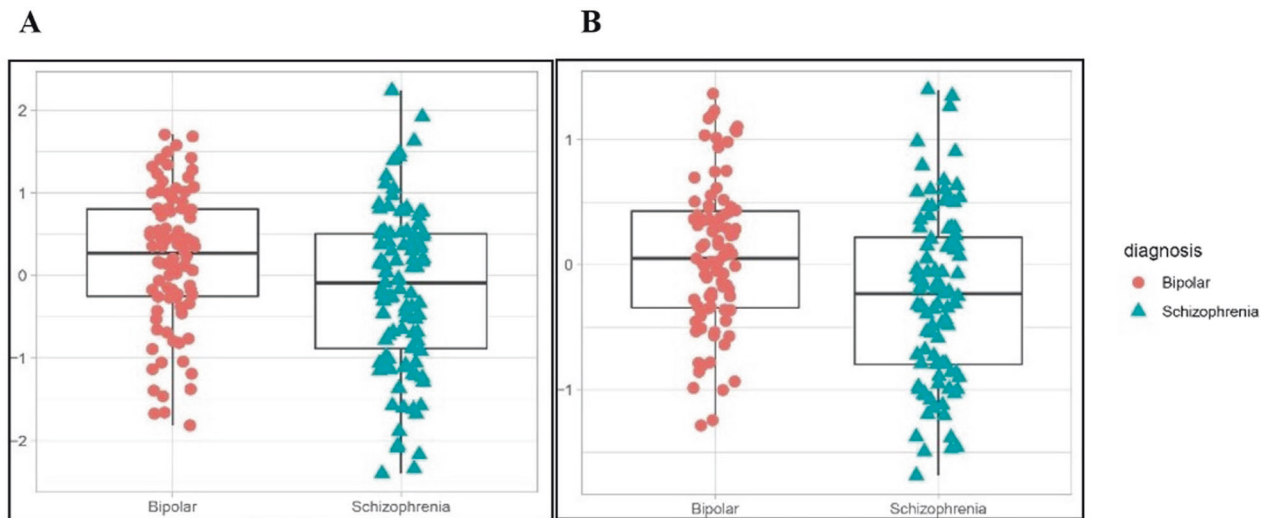 A
B
2
1
0
−1
−2
Bipolar
Schizophrenia
1
0
−1
Bipolar
Schizophrenia
diagnosis
Bipolar
Schizophrenia